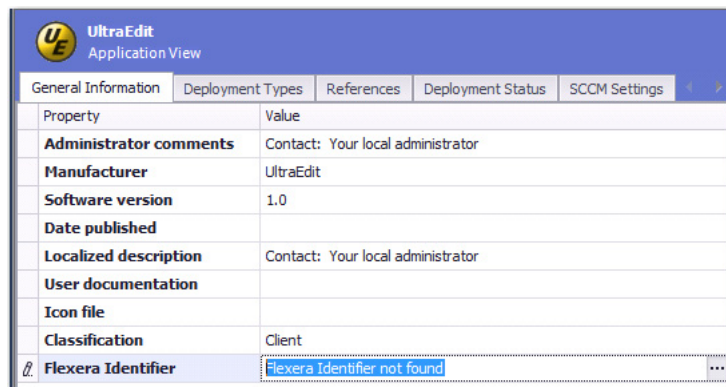 UE
UltraEdit
Application View
General Information Deployment Types References Deployment Status SCCM Settings
Property Value
Administrator comments Contact: Your local administrator
Manufacturer UltraEdit
Software version 1.0
Date published
Localized description Contact: Your local administrator
User documentation
Icon file
Classification Client
Flexera Identifier Flexera Identifier not found ...